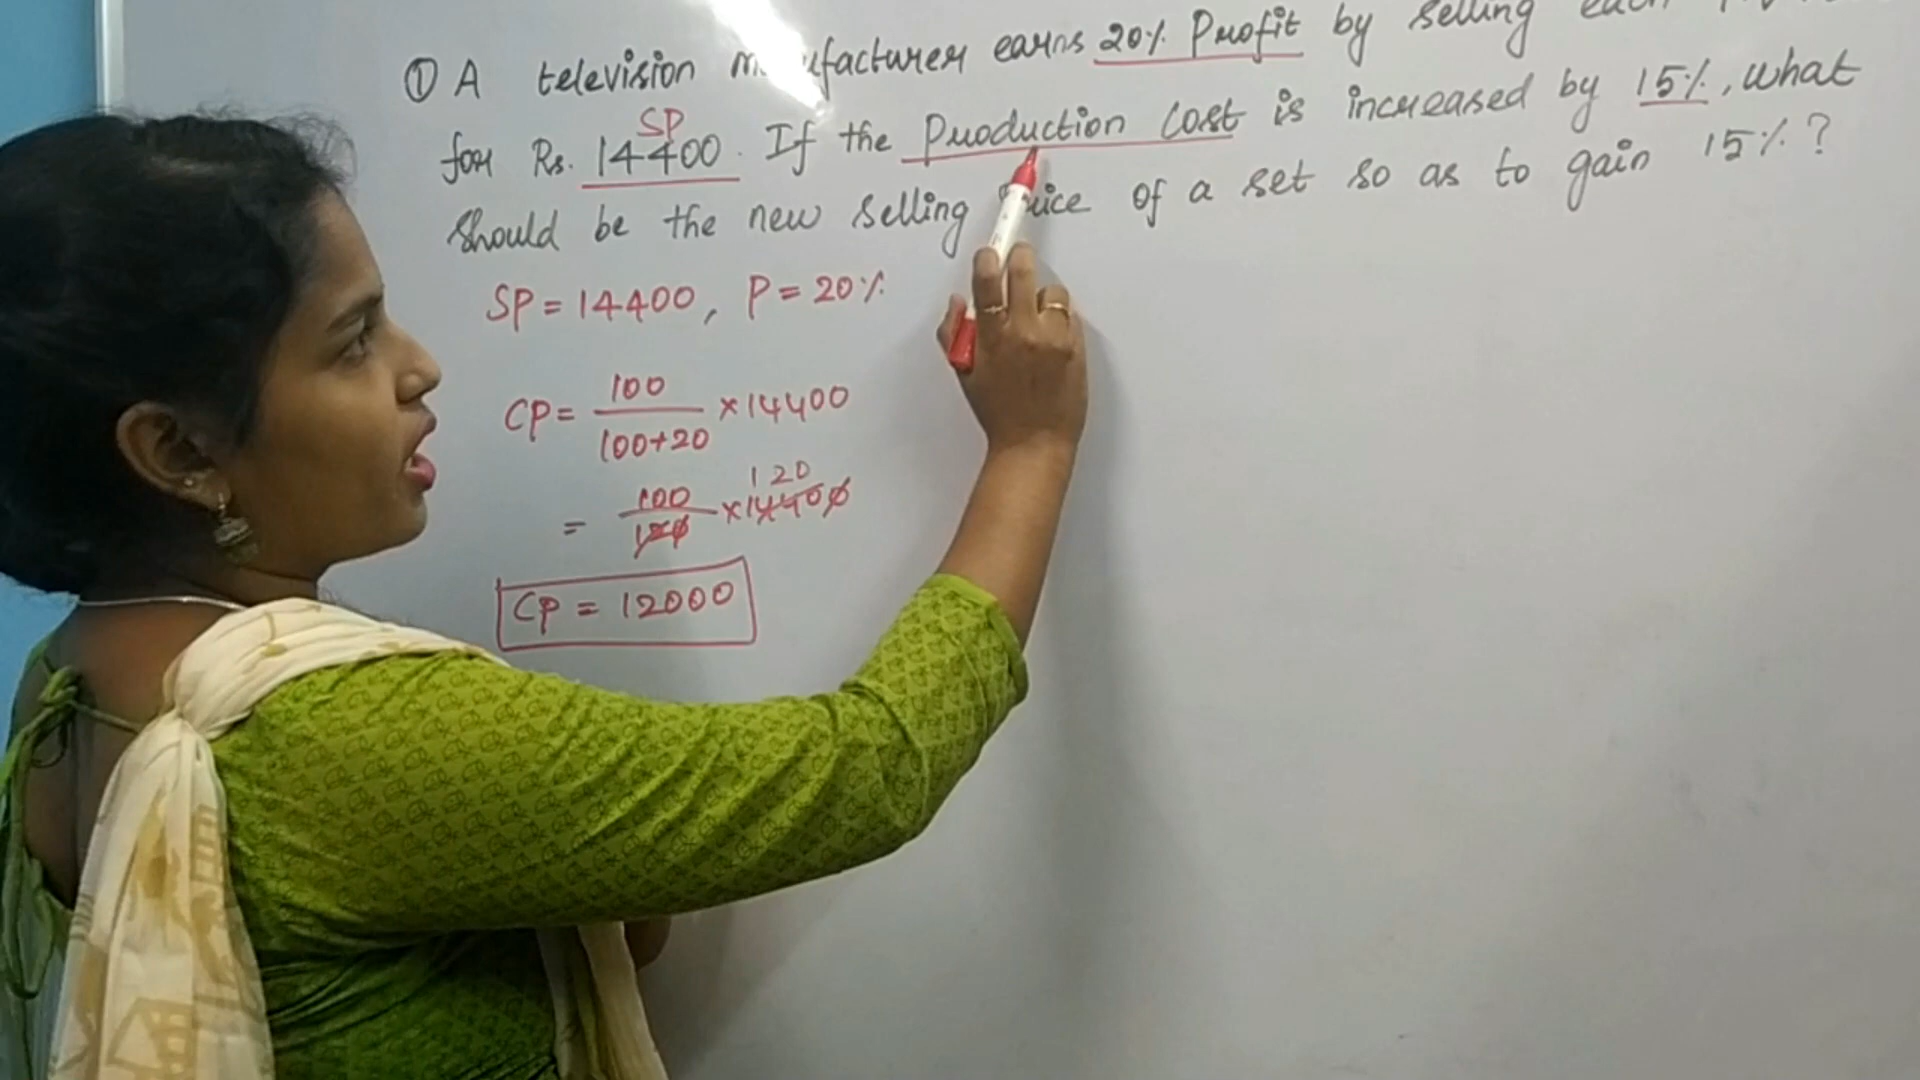 ① A television manufacturer earns 20% Profit by selling each
SP
for Rs. 14400. If the Production Cost is increased by 15%, what
should be the new selling Price of a set so as to gain 15%?
SP = 14400, P = 20%
CP = 100/100+20 ×14400
120
= 100/120 ×14400
CP = 12000